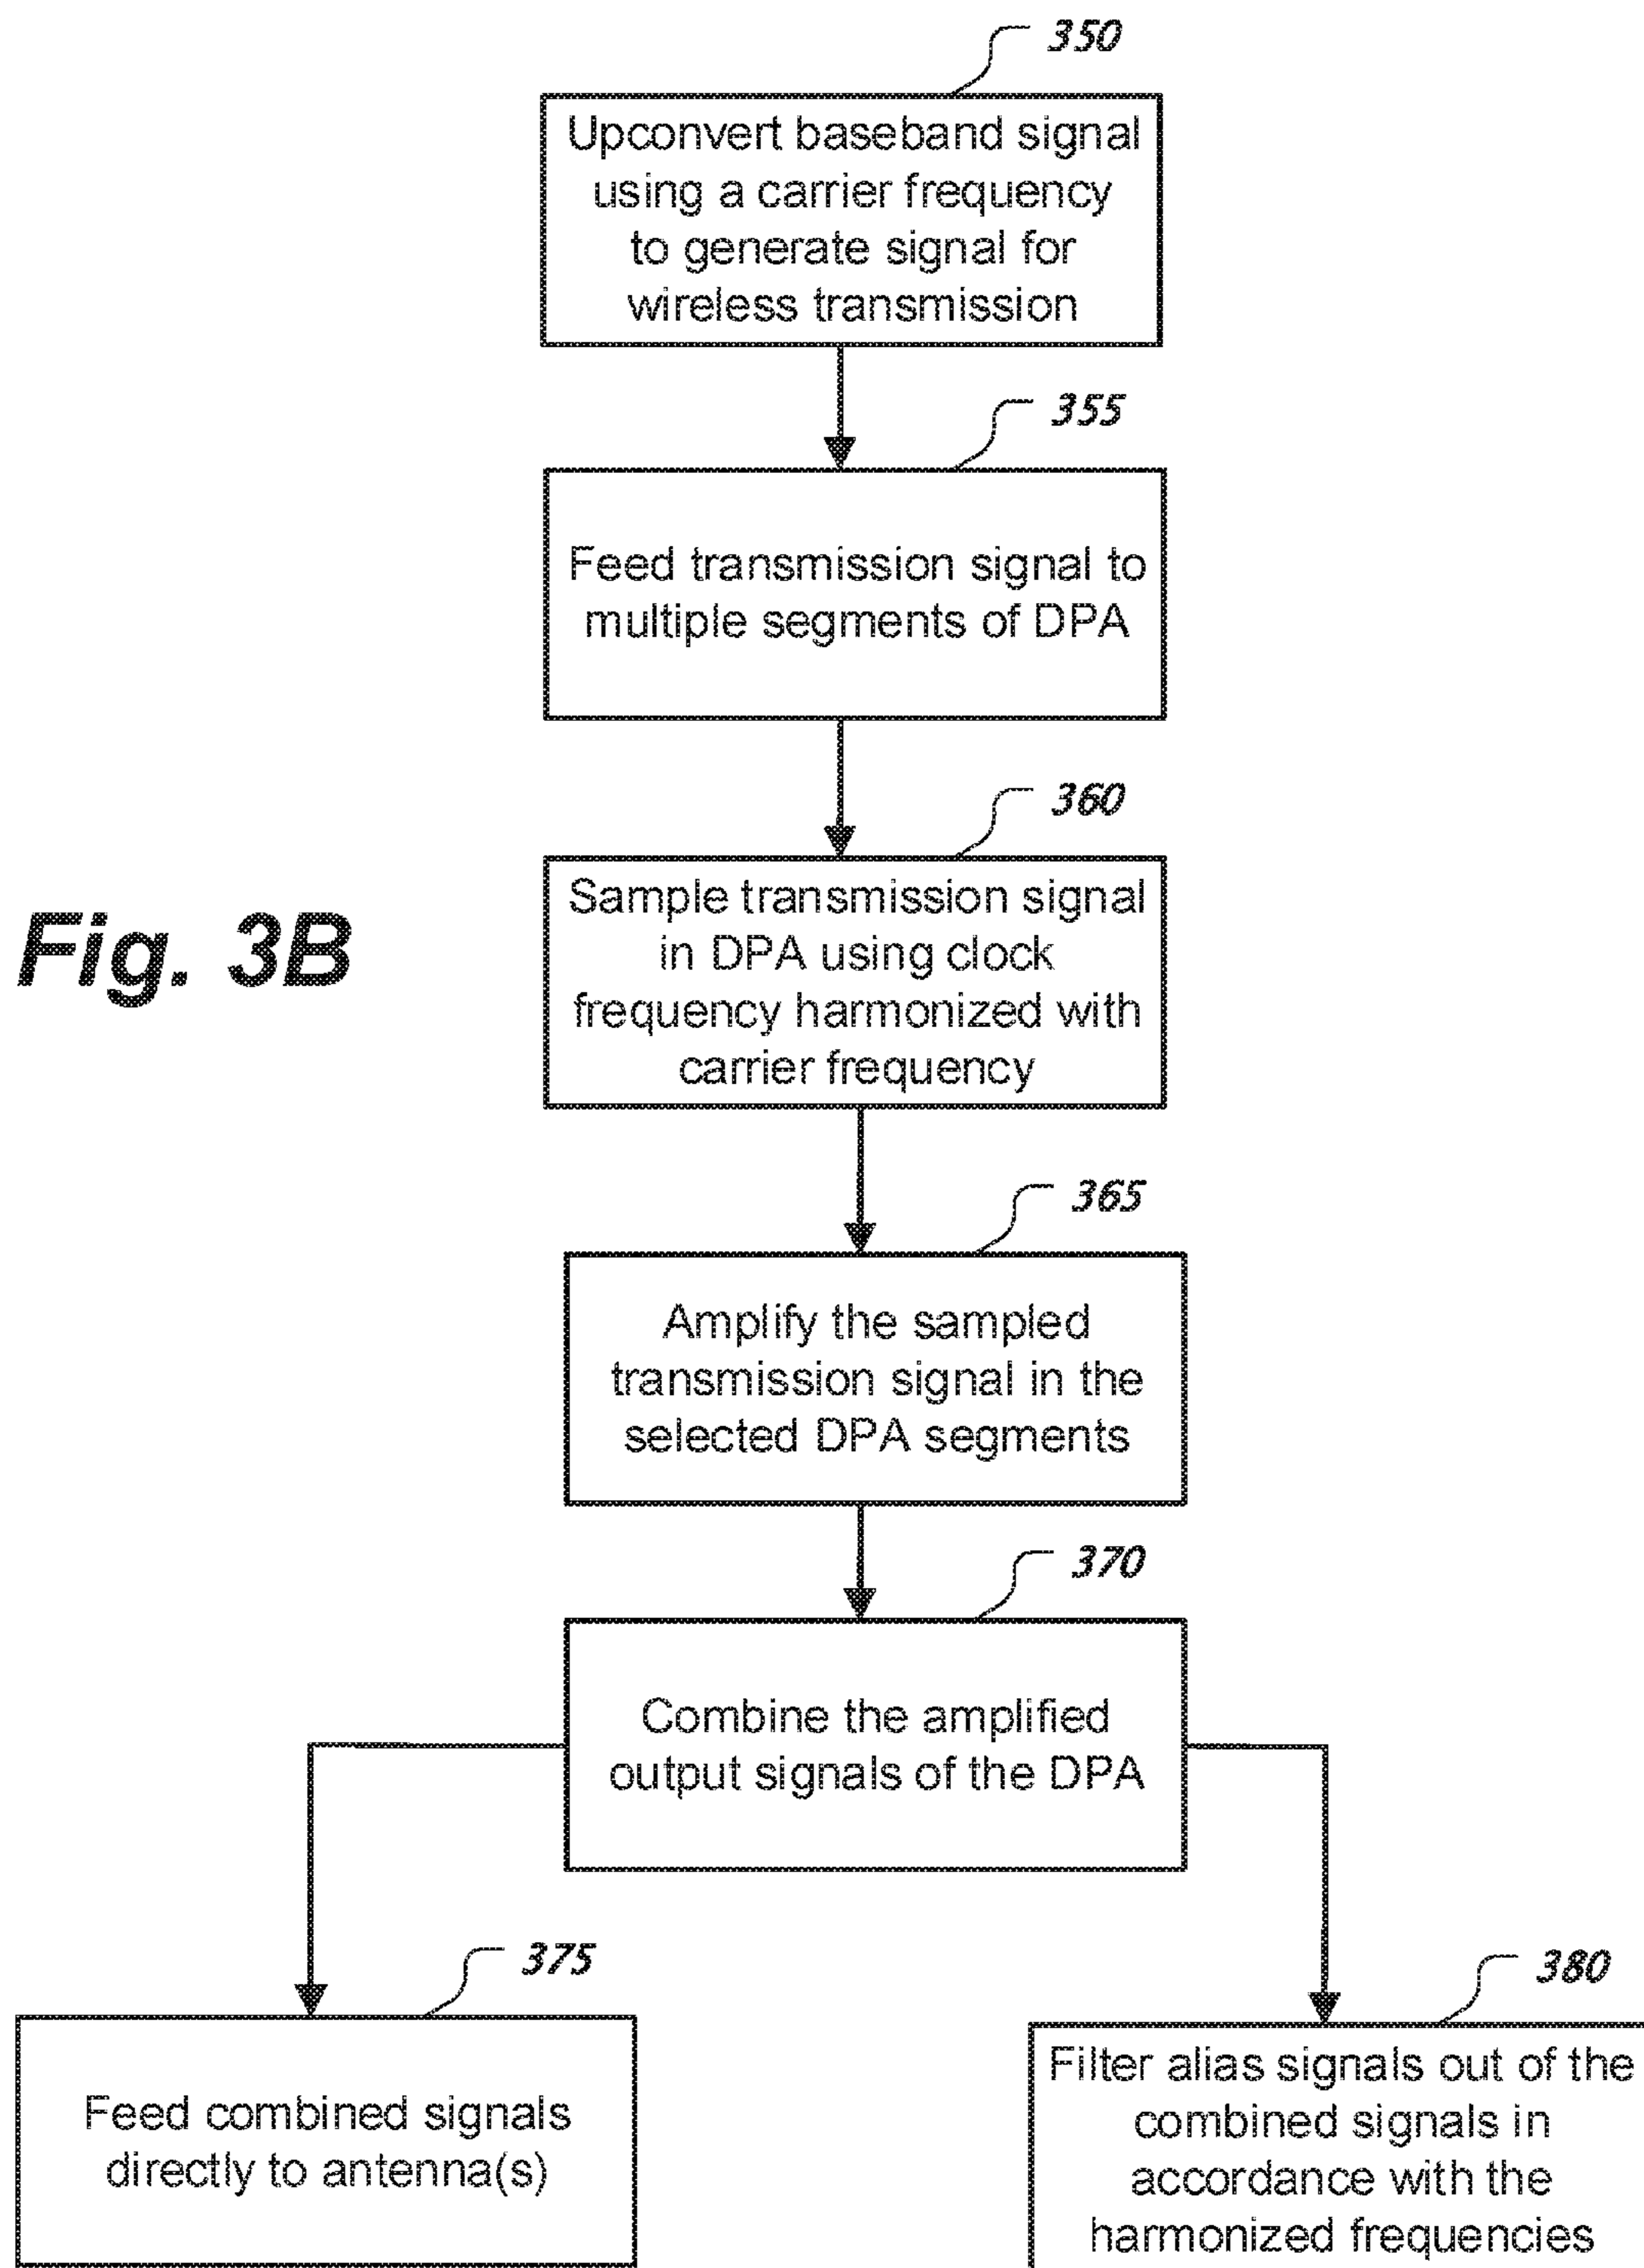 350
Upconvert baseband signal
using a carrier frequency
to generate signal for
wireless transmission
355
Feed transmission signal to
multiple segments of DPA
360
Sample transmission signal
in DPA using clock
frequency harmonized with
carrier frequency
Fig. 3B
365
Amplify the sampled
transmission signal in the
selected DPA segments
370
Combine the amplified
output signals of the DPA
375
Feed combined signals
directly to antenna(s)
380
Filter alias signals out of the
combined signals in
accordance with the
harmonized frequencies